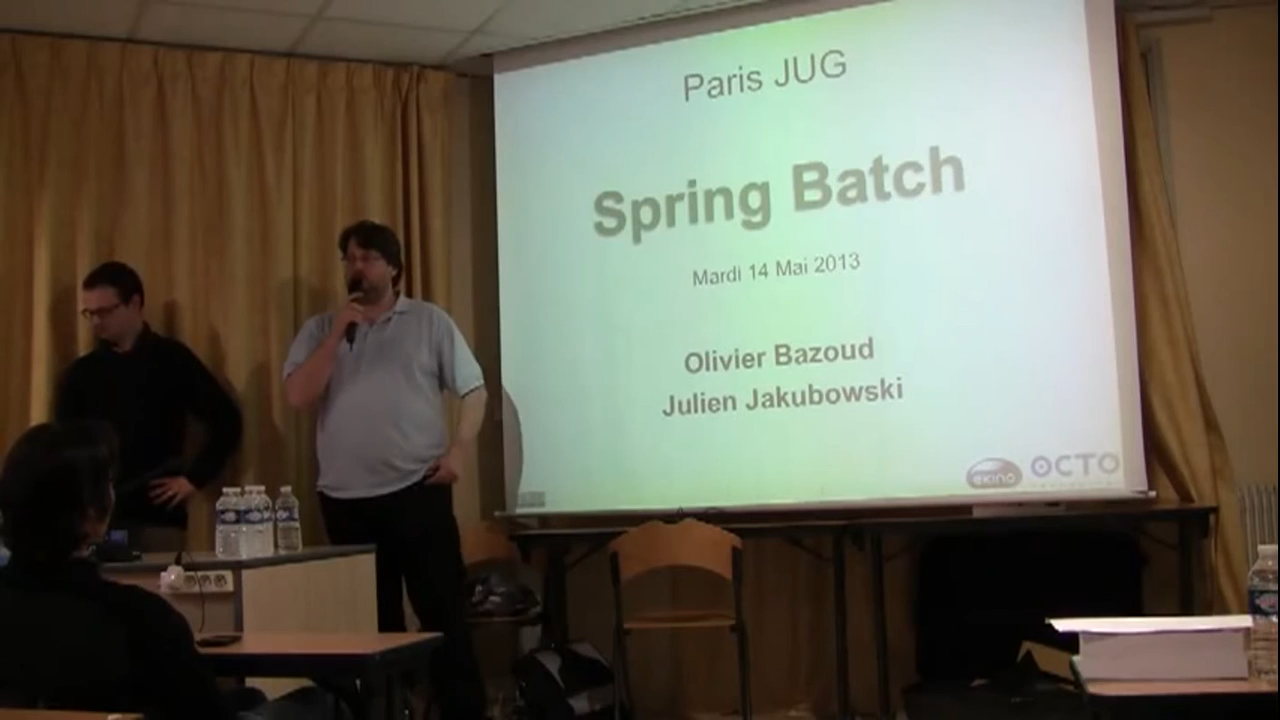 Paris JUG
Spring Batch
Mardi 14 Mai 2013
Olivier Bazoud
Julien Jakubowski
ekino
OCTO